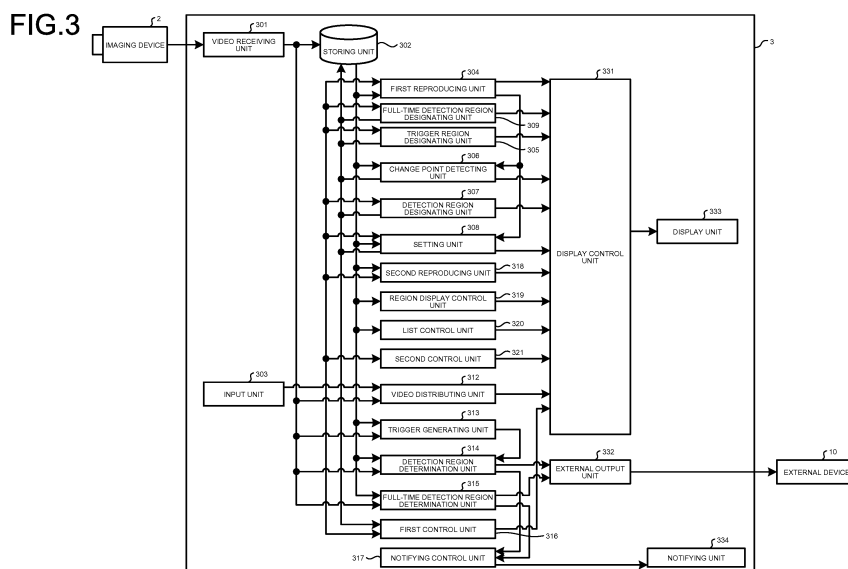 FIG.3
2
IMAGING DEVICE
301
VIDEO RECEIVING
UNIT
STORING UNIT
302
3
304
FIRST REPRODUCING UNIT
331
FULL-TIME DETECTION REGION
DESIGNATING UNIT
309
TRIGGER REGION
DESIGNATING UNIT
305
306
CHANGE POINT DETECTING
UNIT
307
DETECTION REGION
DESIGNATING UNIT
308
SETTING UNIT
DISPLAY CONTROL
UNIT
333
DISPLAY UNIT
318
SECOND REPRODUCING UNIT
319
REGION DISPLAY CONTROL
UNIT
320
LIST CONTROL UNIT
321
SECOND CONTROL UNIT
303
INPUT UNIT
312
VIDEO DISTRIBUTING UNIT
313
TRIGGER GENERATING UNIT
314
DETECTION REGION
DETERMINATION UNIT
332
EXTERNAL OUTPUT
UNIT
10
EXTERNAL DEVICE
315
FULL-TIME DETECTION REGION
DETERMINATION UNIT
FIRST CONTROL UNIT
316
317
NOTIFYING CONTROL UNIT
334
NOTIFYING UNIT